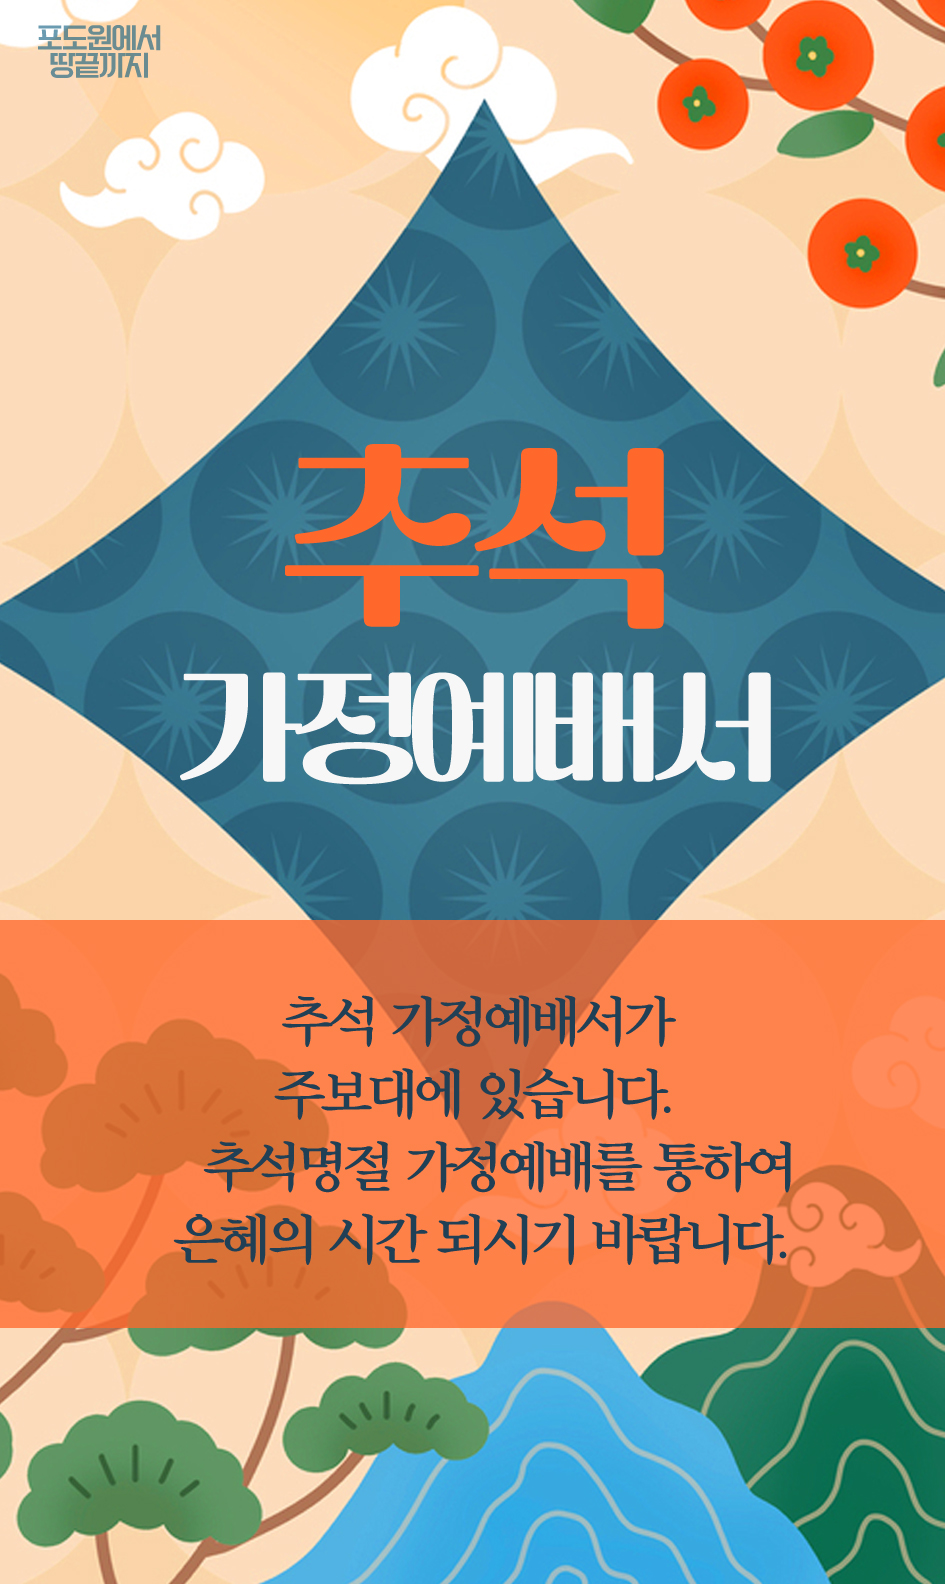 포도원에서
땅끝까지
추석
가정예배서
추석 가정예배서가
주보대에 있습니다.
추석명절 가정예배를 통하여
은혜의 시간 되시기 바랍니다.